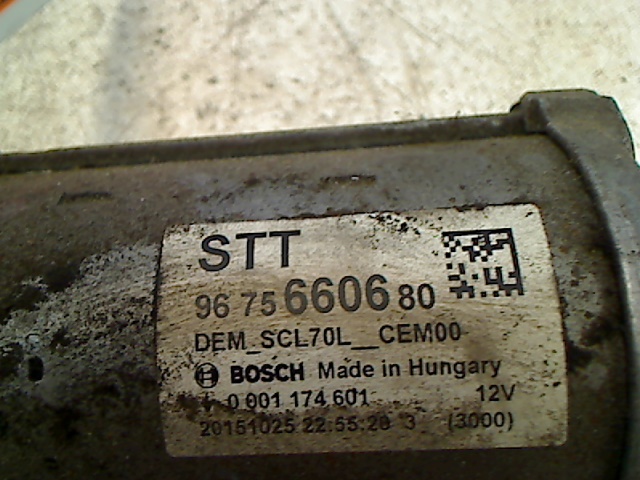 STT
96 75 6606 80
DEM_SCL70L__CEM00
BOSCH Made in Hungary
0 001 174 601 12V
20151025 22:55:28 3 (3000)